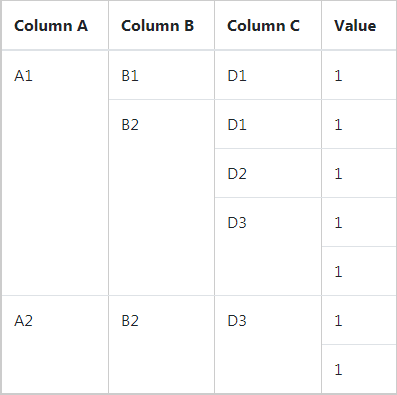 Column A Column B Column C Value
A1 B1 D1 1
B2 D1 1
D2 1
D3 1
1
A2 B2 D3 1
1